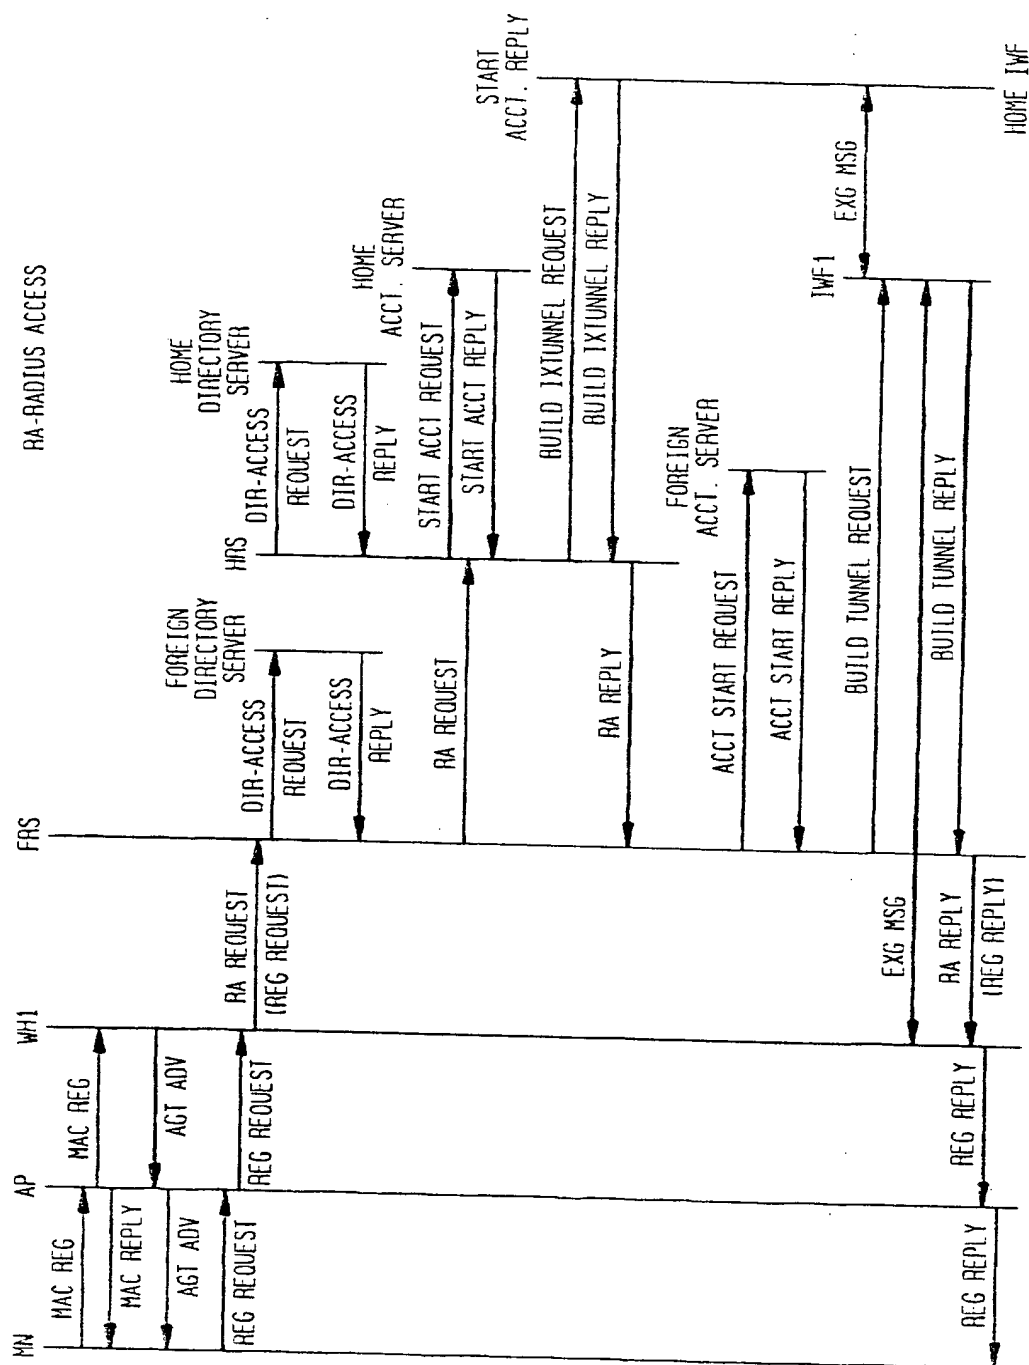 RA-RADIUS ACCESS
MN
AP
WH1
FRS
FOREIGN
DIRECTORY
SERVER
HRS
HOME
DIRECTORY
SERVER
HOME
ACCT. SERVER
START
ACCT. REPLY
MAC REG
MAC REG
MAC REPLY
AGT ADV
AGT ADV
REG REQUEST
REG REQUEST
RA REQUEST
(REG REQUEST)
DIR-ACCESS
REQUEST
DIR-ACCESS
REPLY
DIR-ACCESS
REQUEST
DIR-ACCESS
REPLY
RA REQUEST
START ACCT REQUEST
START ACCT REPLY
BUILD IXTUNNEL REQUEST
BUILD IXTUNNEL REPLY
RA REPLY
FOREIGN
ACCT. SERVER
ACCT START REQUEST
ACCT START REPLY
IWF1
BUILD TUNNEL REQUEST
EXG MSG
EXG MSG
BUILD TUNNEL REPLY
RA REPLY
(REG REPLY)
REG REPLY
REG REPLY
HOME IWF